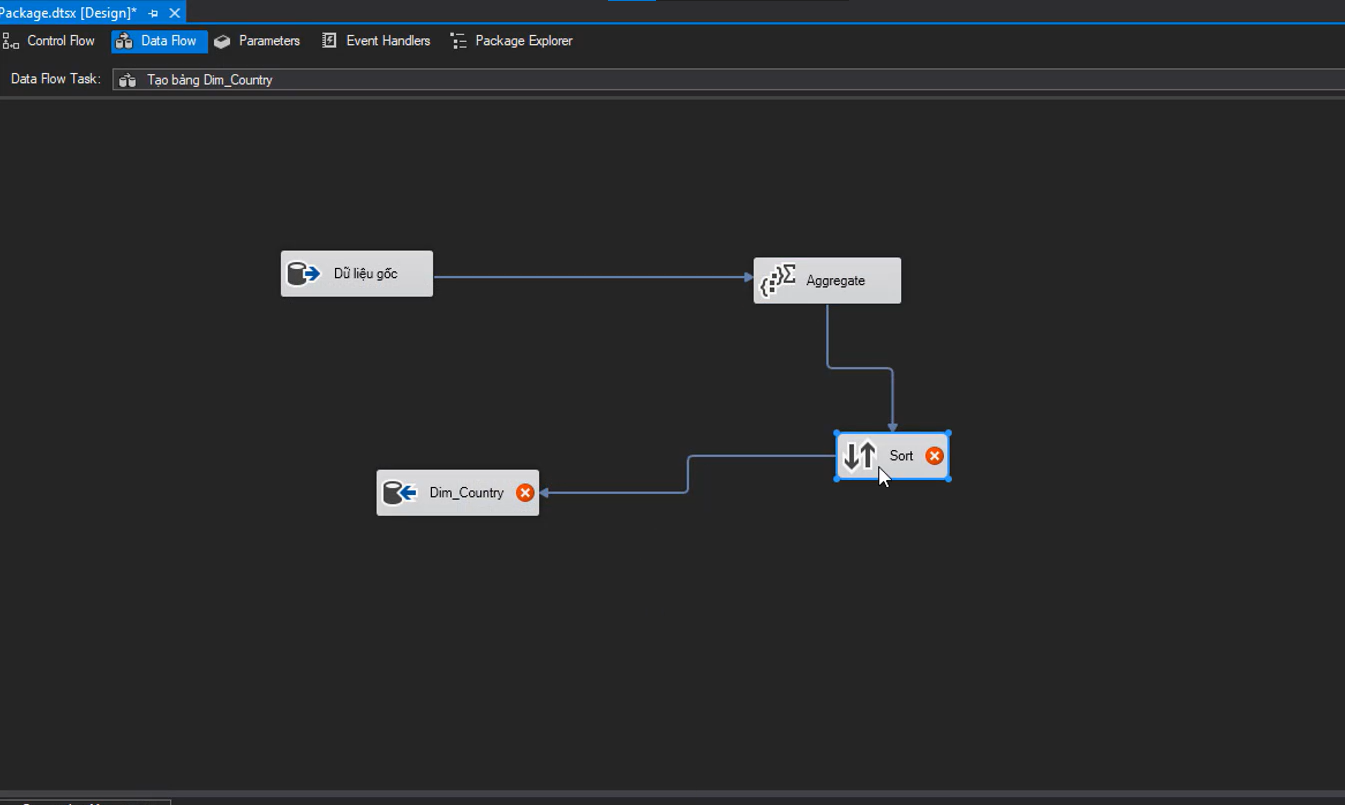 Package.dtsx [Design]*
Control Flow Data Flow Parameters Event Handlers Package Explorer
Data Flow Task: Tạo bảng Dim_Country
Dữ liệu gốc
Aggregate
Sort
Dim_Country